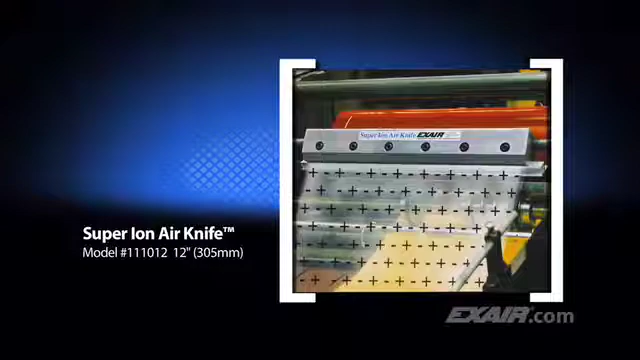 Super Ion Air Knife EXAIR
Super Ion Air Knife™
Model #111012 12" (305mm)
EXAIR.com